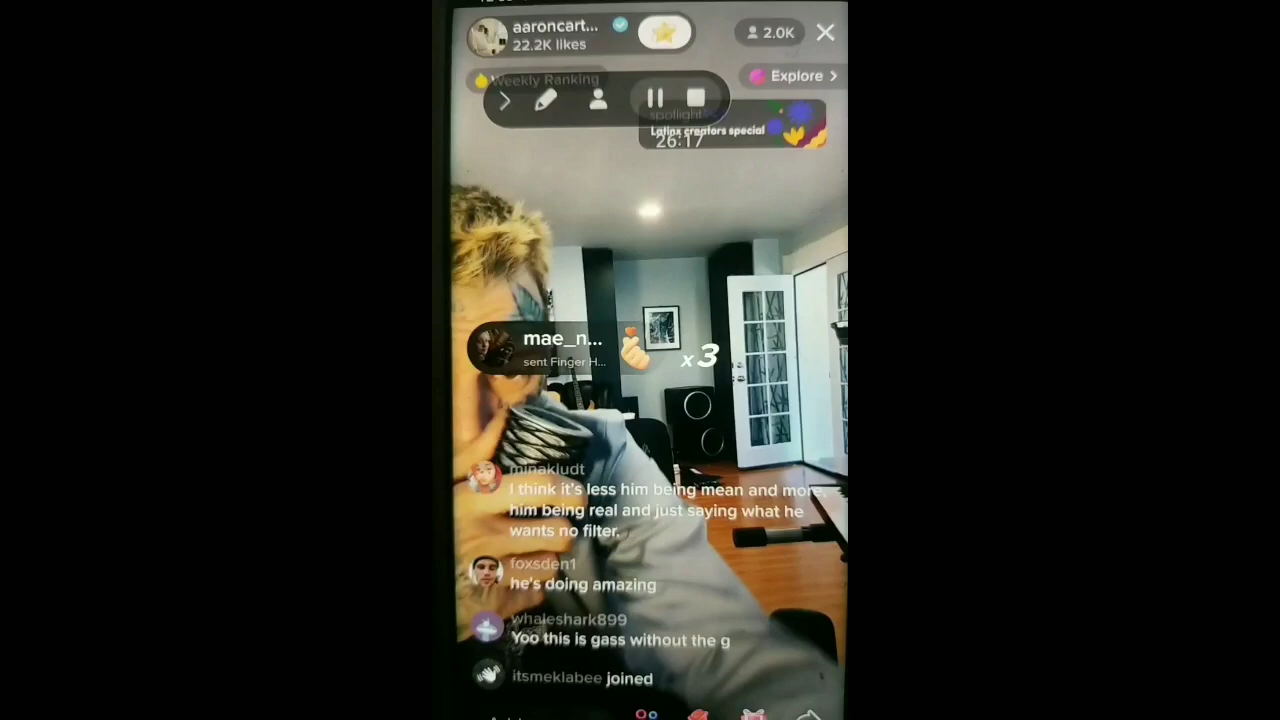 aaroncart...
22.2K likes
2.0K
Weekly Ranking
Explore >
spotlight
Latinx creators special
26:17
mae_n...
sent Finger H...
x3
minakludt
I think it's less him being mean and more,
him being real and just saying what he
wants no filter.
foxsden1
he's doing amazing
whaleshark899
Yoo this is gass without the g
itsmeklabee joined